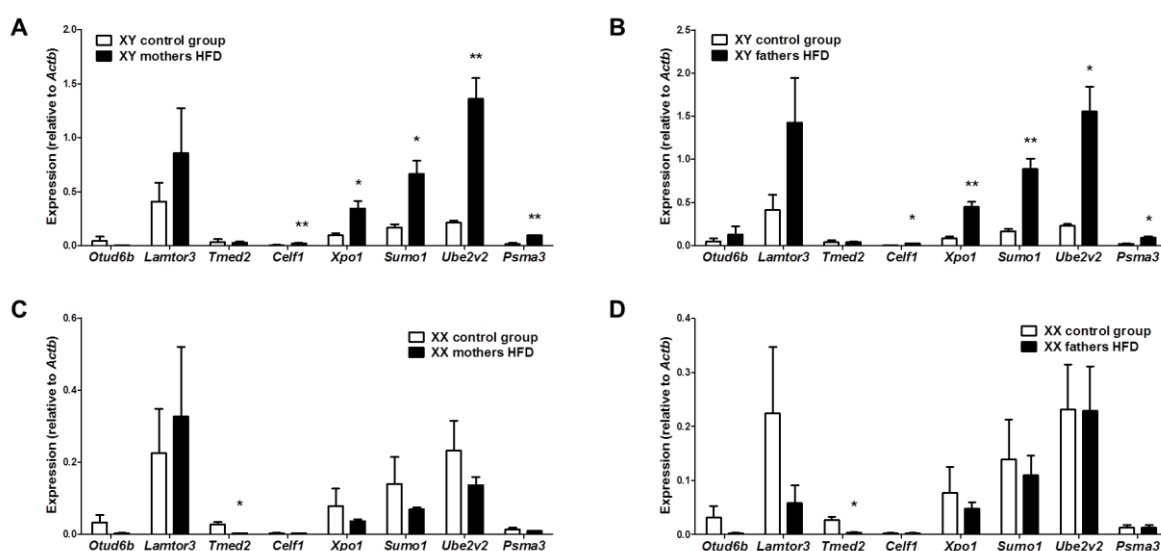 A
Expression (relative to Actb)
2.0
1.5
1.0
0.5
0.0
XY control group
XY mothers HFD
**
*
*
**
**
Otud6b Lamtor3 Tmed2 Celf1 Xpo1 Sumo1 Ube2v2 Psma3
B
Expression (relative to Actb)
2.5
2.0
1.5
1.0
0.5
0.0
XY control group
XY fathers HFD
*
**
**
*
*
Otud6b Lamtor3 Tmed2 Celf1 Xpo1 Sumo1 Ube2v2 Psma3
C
Expression (relative to Actb)
0.6
0.4
0.2
0.0
XX control group
XX mothers HFD
*
Otud6b Lamtor3 Tmed2 Celf1 Xpo1 Sumo1 Ube2v2 Psma3
D
Expression (relative to Actb)
0.4
0.3
0.2
0.1
0.0
XX control group
XX fathers HFD
*
Otud6b Lamtor3 Tmed2 Celf1 Xpo1 Sumo1 Ube2v2 Psma3